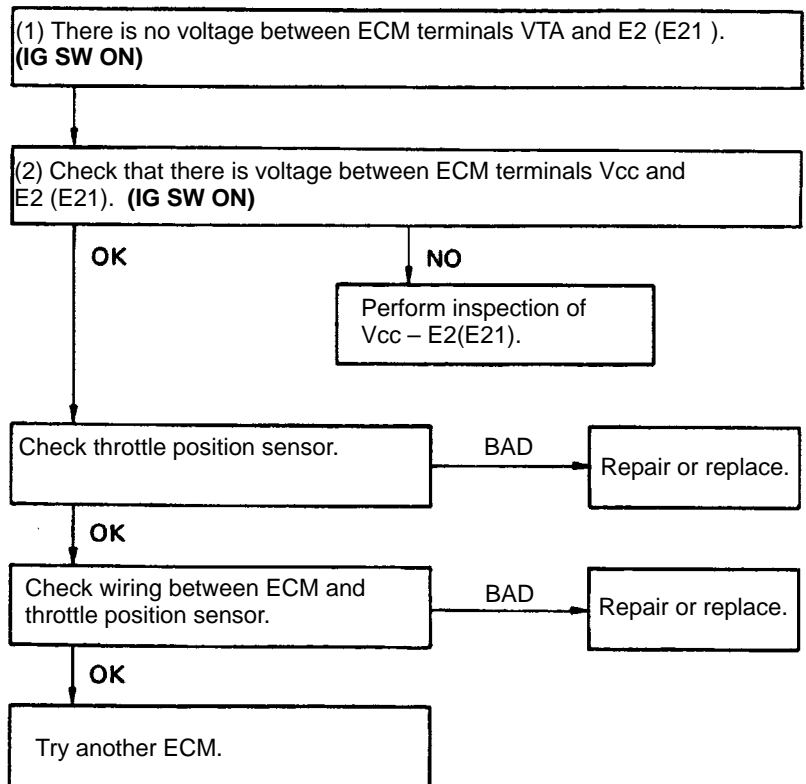 (1) There is no voltage between ECM terminals VTA and E2 (E21 ).
(IG SW ON)
(2) Check that there is voltage between ECM terminals Vcc and
E2 (E21). (IG SW ON)
OK
NO
Perform inspection of
Vcc – E2(E21).
Check throttle position sensor.
BAD
Repair or replace.
OK
Check wiring between ECM and
throttle position sensor.
BAD
Repair or replace.
OK
Try another ECM.